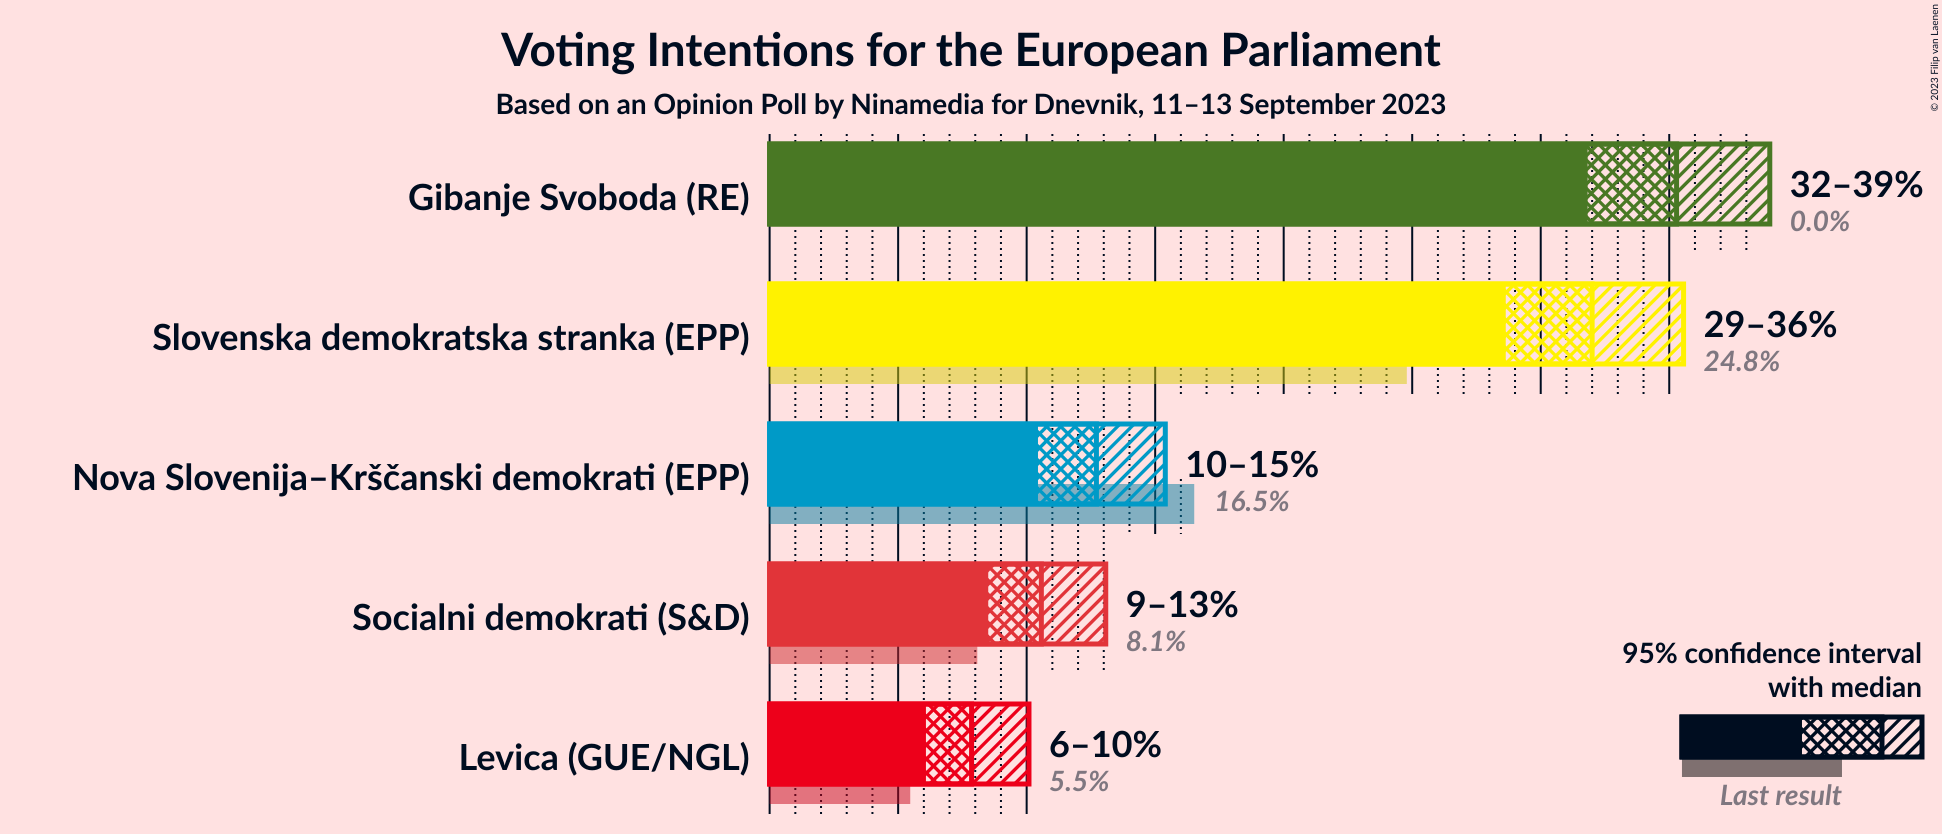 Voting Intentions for the European Parliament
Based on an Opinion Poll by Ninamedia for Dnevnik, 11–13 September 2023
© 2023 Filip van Laenen
Gibanje Svoboda (RE)
32–39%
0.0%
Slovenska demokratska stranka (EPP)
29–36%
24.8%
Nova Slovenija–Krščanski demokrati (EPP)
10–15%
16.5%
Socialni demokrati (S&D)
9–13%
8.1%
Levica (GUE/NGL)
6–10%
5.5%
95% confidence interval
with median
Last result